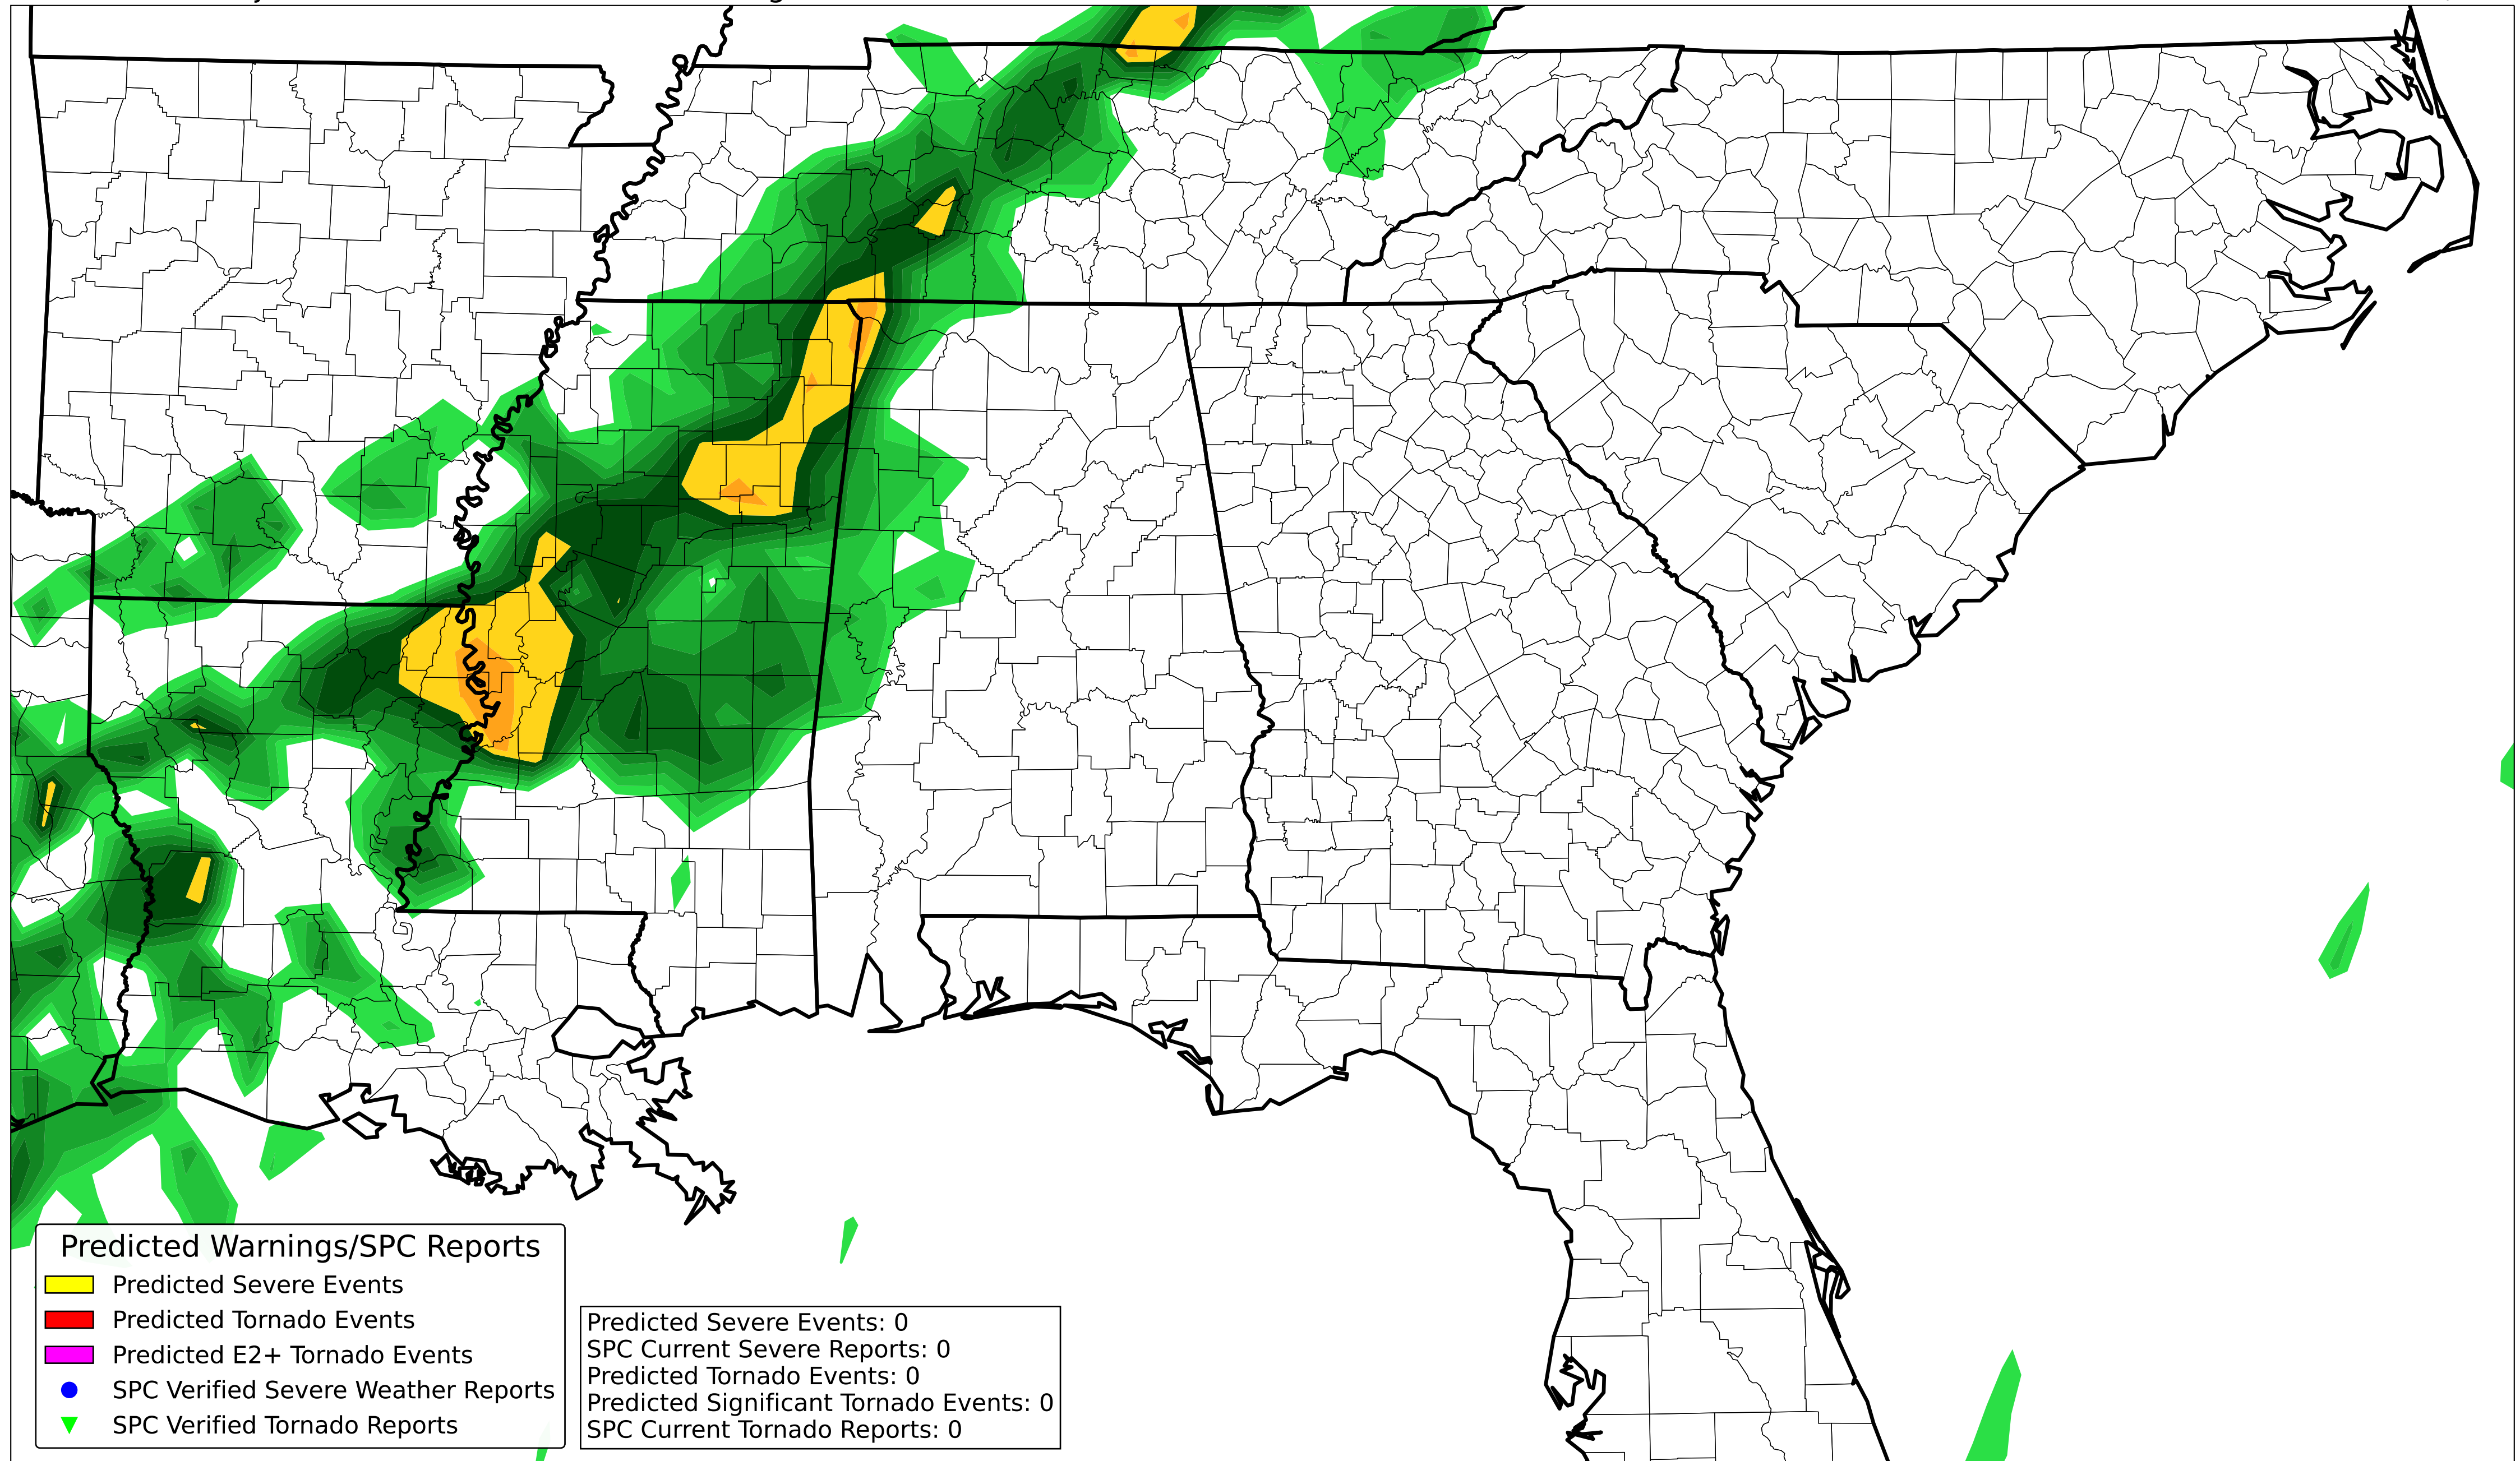 Predicted Warnings/SPC Reports
Predicted Severe Events
Predicted Tornado Events
Predicted E2+ Tornado Events
SPC Verified Severe Weather Reports
SPC Verified Tornado Reports
Predicted Severe Events: 0
SPC Current Severe Reports: 0
Predicted Tornado Events: 0
Predicted Significant Tornado Events: 0
SPC Current Tornado Reports: 0